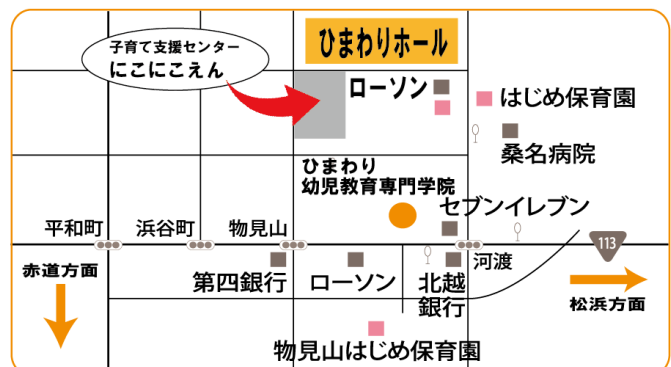 ひまわりホール
子育て支援センター
にこにこえん
ローソン
はじめ保育園
桑名病院
ひまわり
幼児教育専門学院
セブンイレブン
平和町
浜谷町
物見山
113
河渡
赤道方面
第四銀行
ローソン
北越
銀行
松浜方面
物見山はじめ保育園